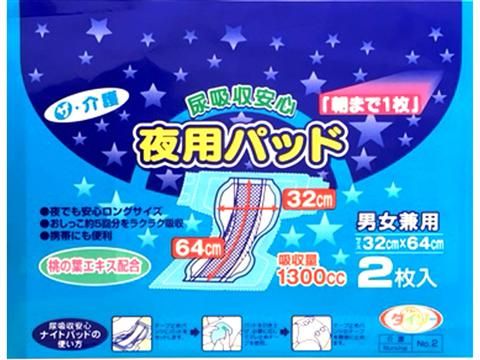 ザ・介護
尿吸収安心
「朝まで1枚」
夜用パッド
●夜でも安心ロングサイズ
●おしっこ約5回分をラクラク吸収
●携帯にも便利
桃の葉エキス配合
32cm
64cm
吸収量
1300cc
男女兼用
32cm×64cm
2枚入
尿吸収安心
ナイトパッドの
使い方
ダイソー
介護
Nursing
No.2